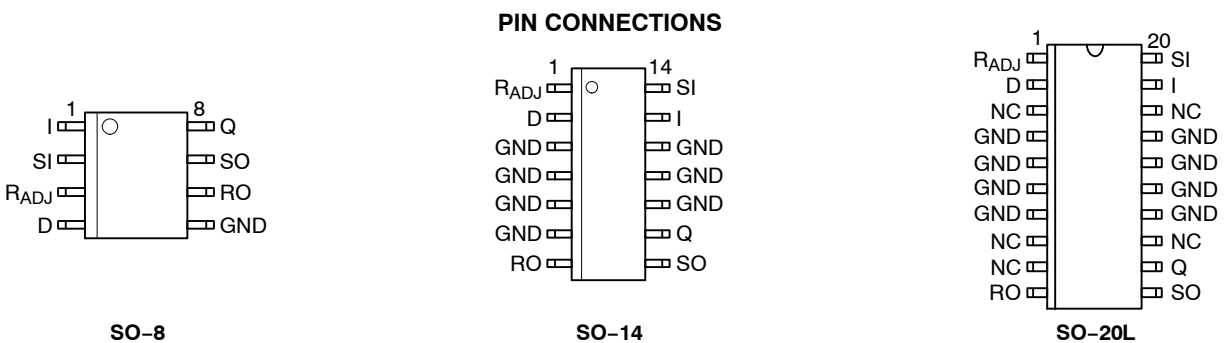 PIN CONNECTIONS
1 8
I Q
SI SO
RADJ RO
D GND
SO−8
1 14
RADJ SI
D I
GND GND
GND GND
GND GND
GND Q
RO SO
SO−14
1 20
RADJ SI
D I
NC NC
GND GND
GND GND
GND GND
GND GND
NC NC
NC Q
RO SO
SO−20L